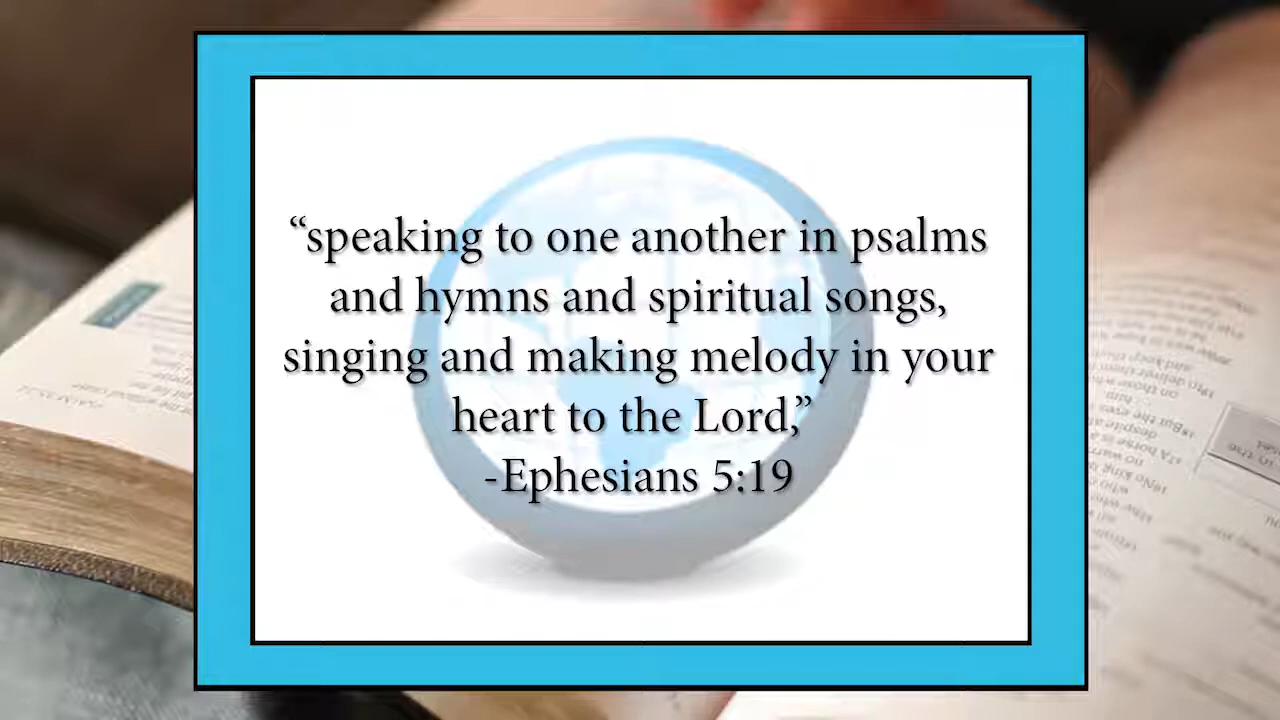 “speaking to one another in psalms
and hymns and spiritual songs,
singing and making melody in your
heart to the Lord,”
-Ephesians 5:19